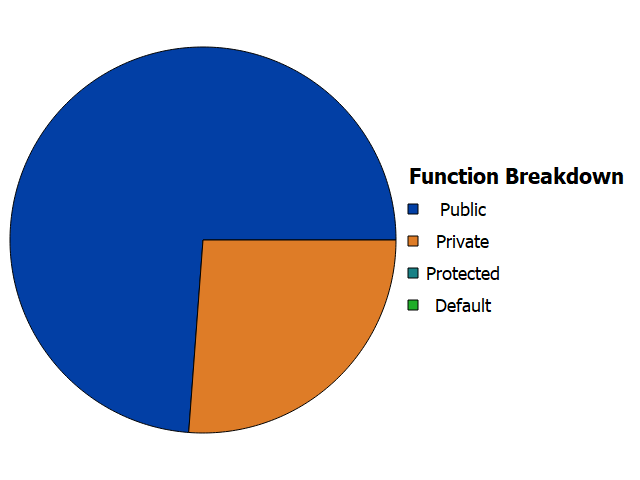 Function Breakdown
Public
Private
Protected
Default